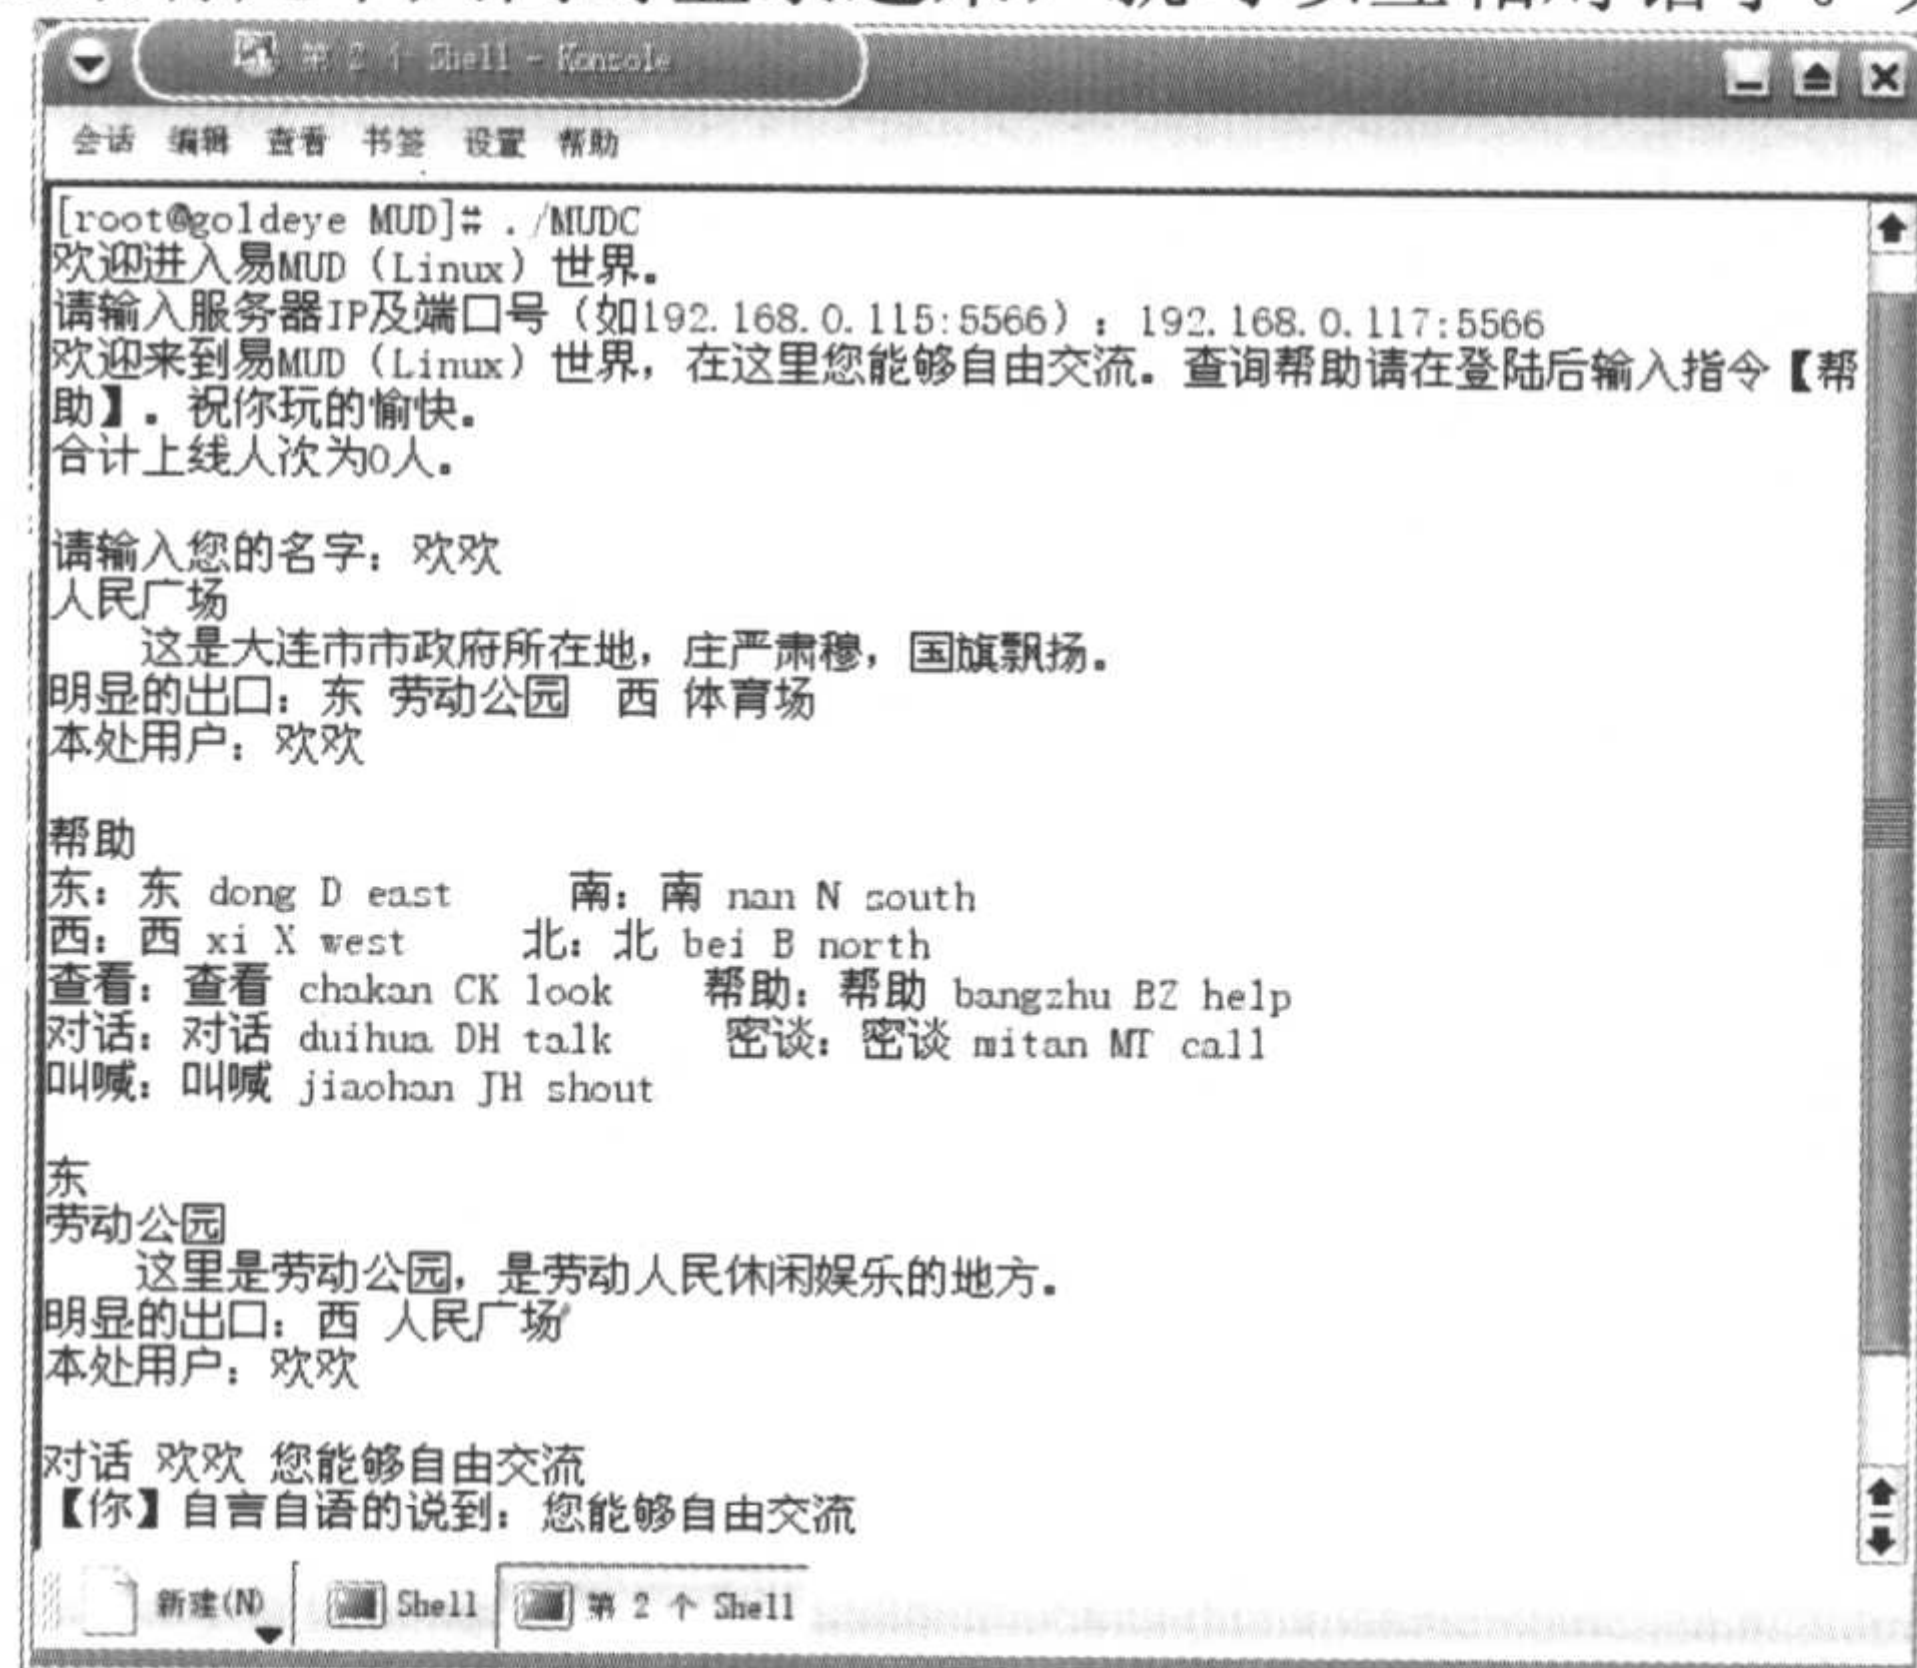 第 2 个 Shell - Konsole
会话 编辑 查看 书签 设置 帮助
[root@goldeye MUD]# ./MUDC
欢迎进入易MUD（Linux）世界。
请输入服务器IP及端口号（如192.168.0.115:5566）：192.168.0.117:5566
欢迎来到易MUD（Linux）世界，在这里您能够自由交流。查询帮助请在登陆后输入指令【帮
助】．祝你玩的愉快。
合计上线人次为0人。
请输入您的名字：欢欢
人民广场
这是大连市市政府所在地，庄严肃穆，国旗飘扬。
明显的出口：东 劳动公园 西 体育场
本处用户：欢欢
帮助
东：东 dong D east 南：南 nan N south
西：西 xi X west 北：北 bei B north
查看：查看 chakan CK look 帮助：帮助 bangzhu BZ help
对话：对话 duihua DH talk 密谈：密谈 mitan MT call
叫喊：叫喊 jiaohan JH shout
东
劳动公园
这里是劳动公园，是劳动人民休闲娱乐的地方。
明显的出口：西 人民广场
本处用户：欢欢
对话 欢欢 您能够自由交流
【你】自言自语的说到：您能够自由交流
新建(N) Shell 第 2 个 Shell